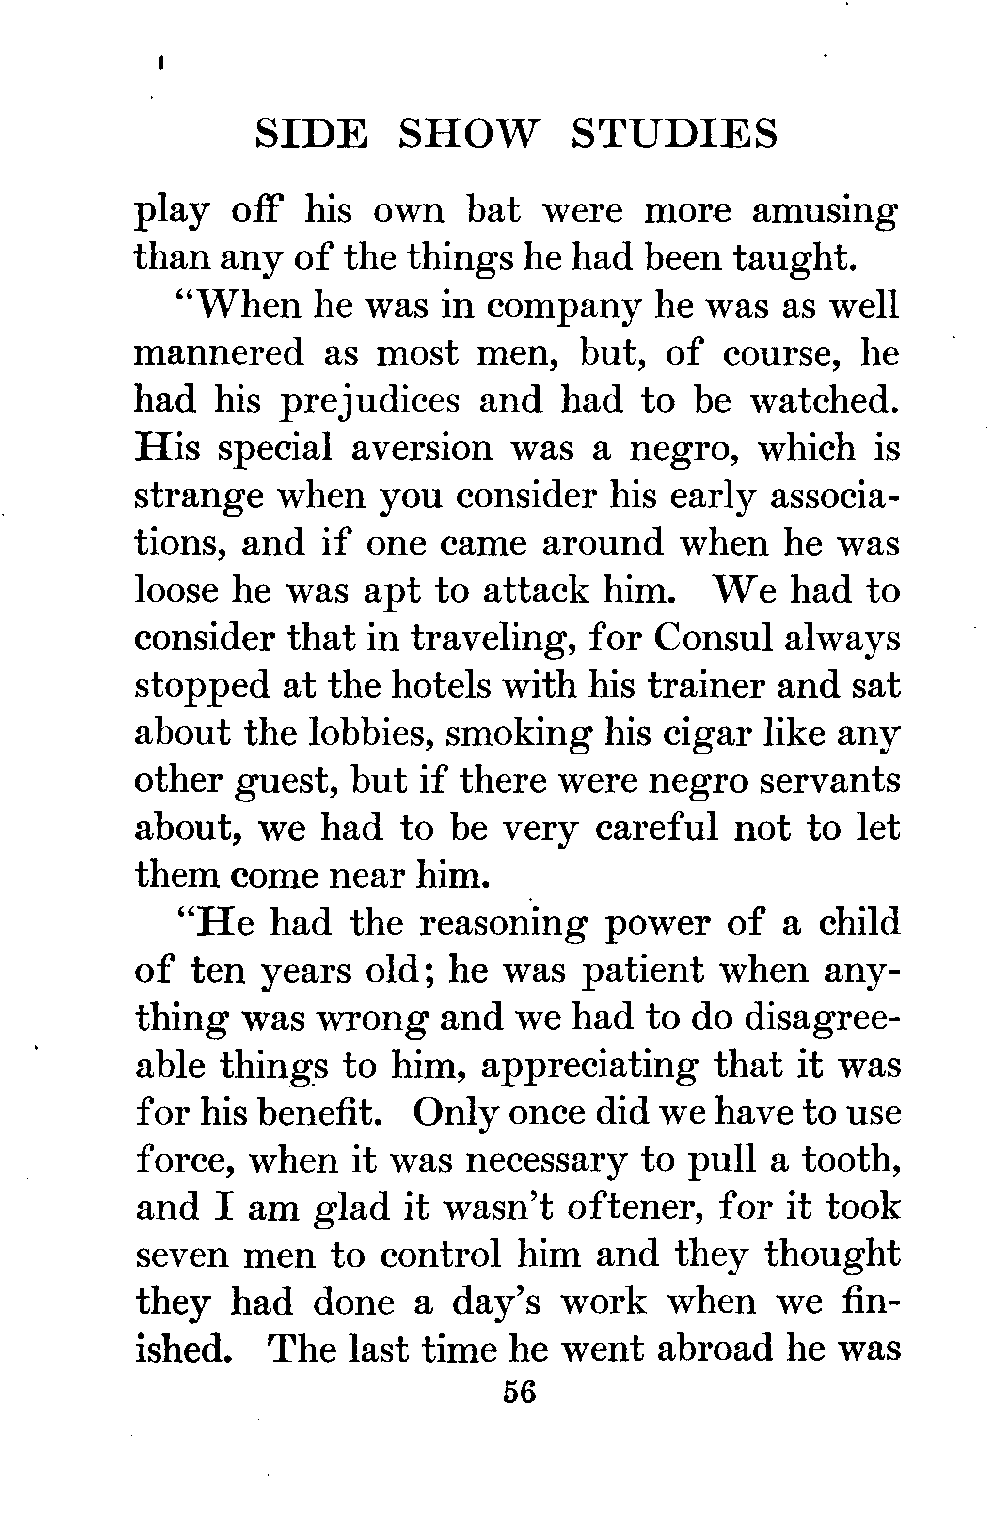 SIDE SHOW STUDIES
play off his own bat were more amusing
than any of the things he had been taught.
“When he was in company he was as well
mannered as most men, but, of course, he
had his prejudices and had to be watched.
His special aversion was a negro, which is
strange when you consider his early associa-
tions, and if one came around when he was
loose he was apt to attack him. We had to
consider that in traveling, for Consul always
stopped at the hotels with his trainer and sat
about the lobbies, smoking his cigar like any
other guest, but if there were negro servants
about, we had to be very careful not to let
them come near him.
“He had the reasoning power of a child
of ten years old; he was patient when any-
thing was wrong and we had to do disagree-
able things to him, appreciating that it was
for his benefit. Only once did we have to use
force, when it was necessary to pull a tooth,
and I am glad it wasn’t oftener, for it took
seven men to control him and they thought
they had done a day’s work when we fin-
ished. The last time he went abroad he was
56